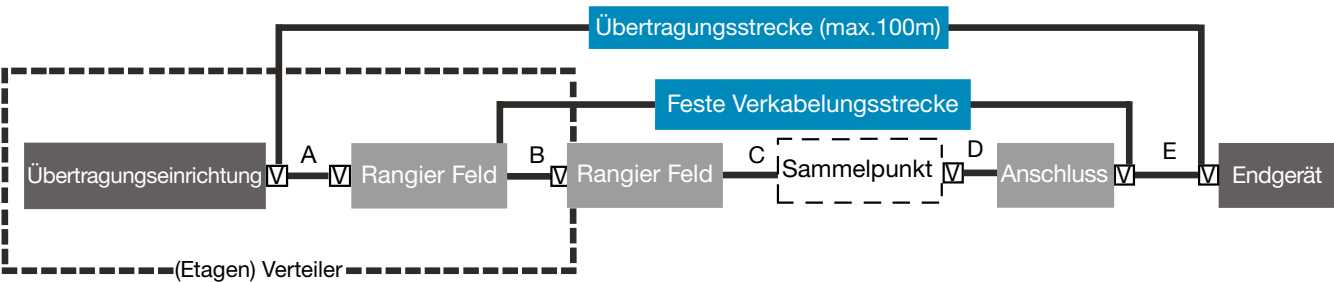 Übertragungsstrecke (max.100m)
Feste Verkabelungsstrecke
Übertragungseinrichtung V A V Rangier Feld B V Rangier Feld C Sammelpunkt V D Anschluss V E V Endgerät
(Etagen) Verteiler